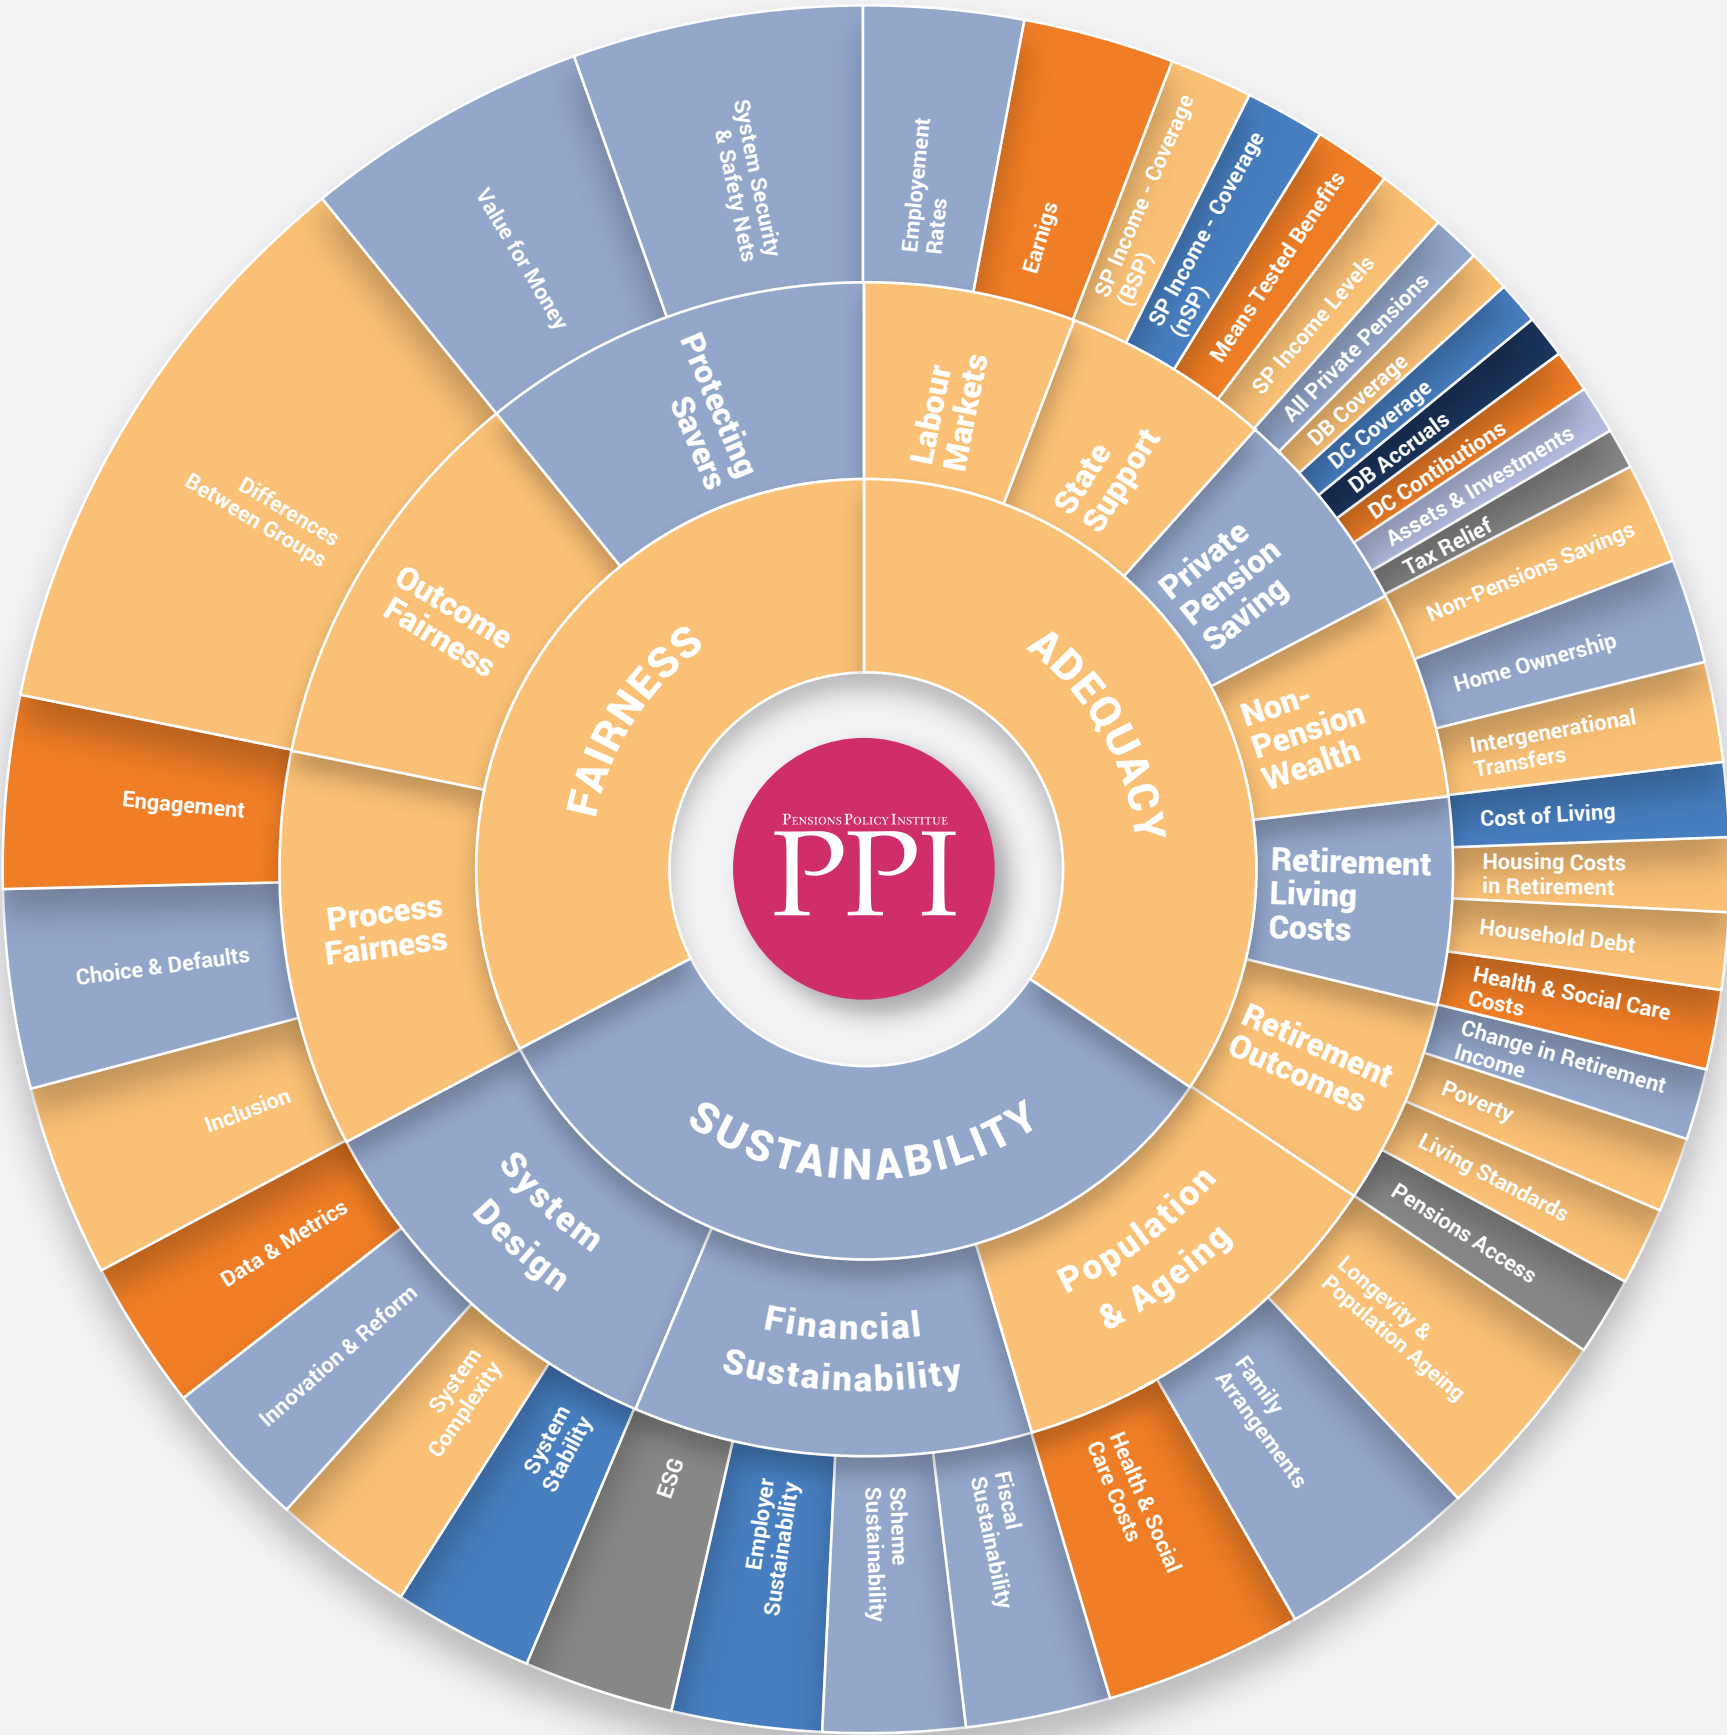 PENSIONS POLICY INSTITUE
PPI
ADEQUACY
Labour
Markets
Employement
Rates
Earnigs
State
Support
SP Income - Coverage
(BSP)
SP Income - Coverage
(nSP)
Means Tested Benefits
SP Income Levels
Private
Pension
Saving
All Private Pensions
DB Coverage
DC Coverage
DB Accruals
DC Contibutions
Assets & Investments
Tax Relief
Non-
Pension
Wealth
Non-Pensions Savings
Home Ownership
Intergenerational
Transfers
Retirement
Living
Costs
Cost of Living
Housing Costs
in Retirement
Household Debt
Health & Social Care
Costs
Retirement
Outcomes
Change in Retirement
Income
Poverty
Living Standards
Pensions Access
SUSTAINABILITY
Population
& Ageing
Longevity &
Population Ageing
Family
Arrangements
Health & Social
Care Costs
Financial
Sustainability
Fiscal
Sustainability
Scheme
Sustainability
Employer
Sustainability
ESG
System
Design
System
Stability
System
Complexity
Innovation & Reform
Data & Metrics
FAIRNESS
Process
Fairness
Inclusion
Choice & Defaults
Engagement
Outcome
Fairness
Differences
Between Groups
Protecting
Savers
Value for Money
System Security
& Safety Nets